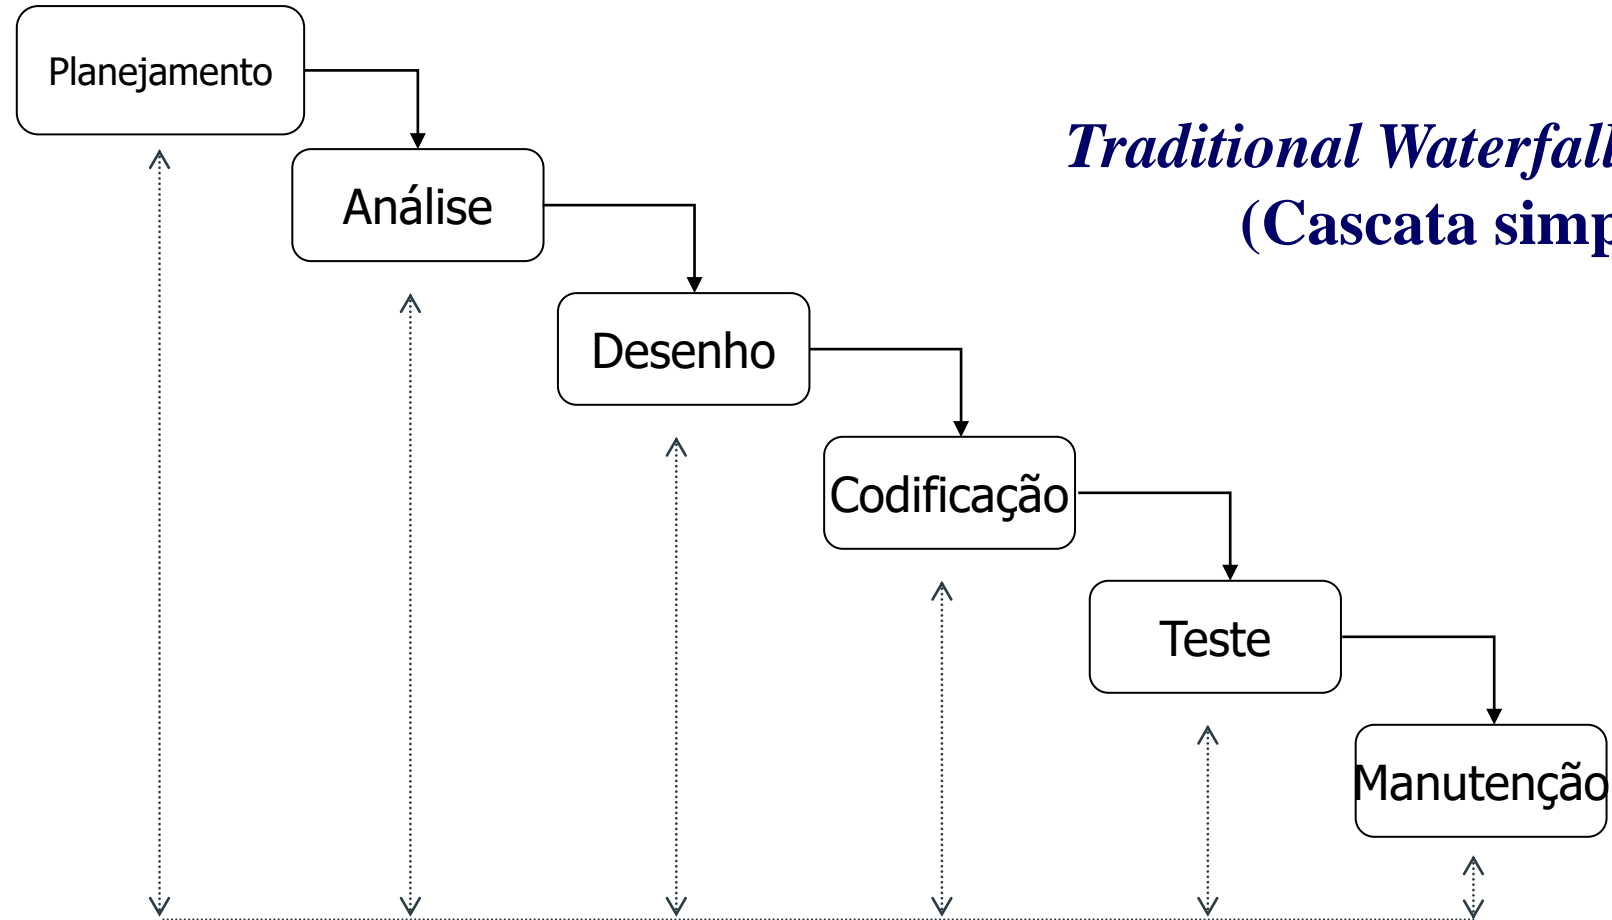 Planejamento
Traditional Waterfall
(Cascata simp
Análise
Desenho
Codificação
Teste
Manutenção